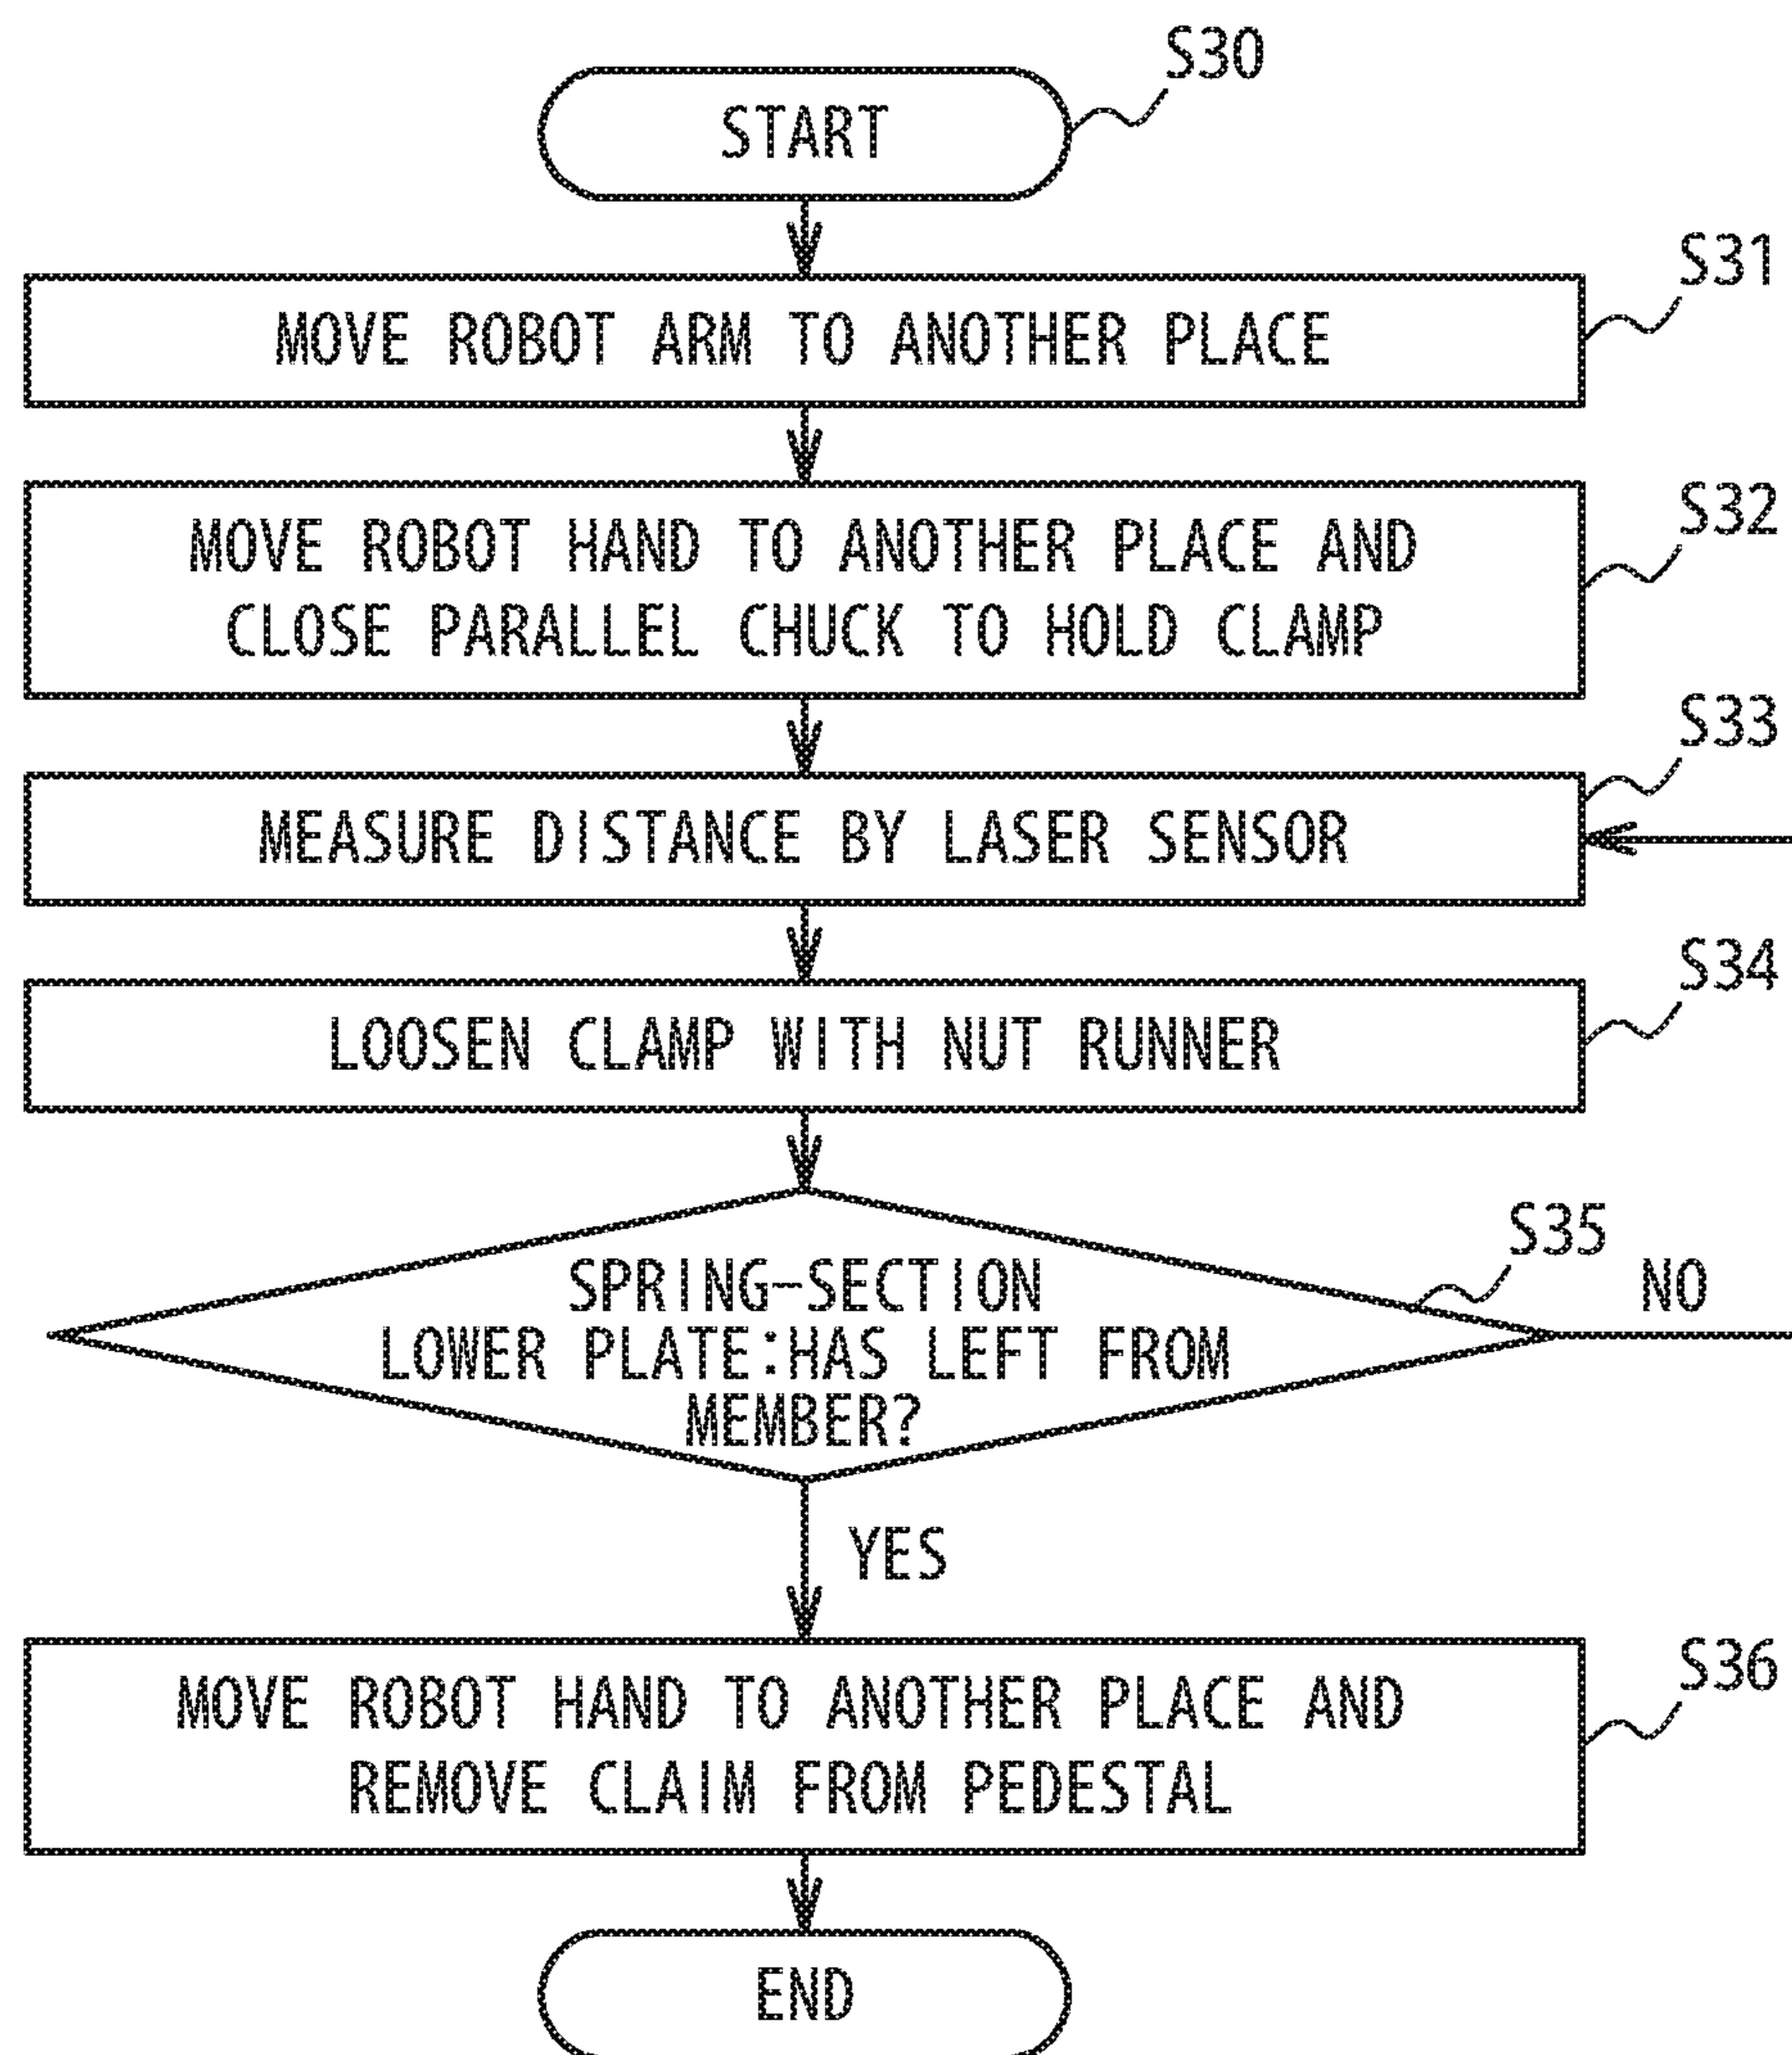 S30
START
S31
MOVE ROBOT ARM TO ANOTHER PLACE
S32
MOVE ROBOT HAND TO ANOTHER PLACE AND
CLOSE PARALLEL CHUCK TO HOLD CLAMP
S33
MEASURE DISTANCE BY LASER SENSOR
S34
LOOSEN CLAMP WITH NUT RUNNER
S35
SPRING-SECTION
LOWER PLATE:HAS LEFT FROM
MEMBER?
NO
YES
S36
MOVE ROBOT HAND TO ANOTHER PLACE AND
REMOVE CLAIM FROM PEDESTAL
END